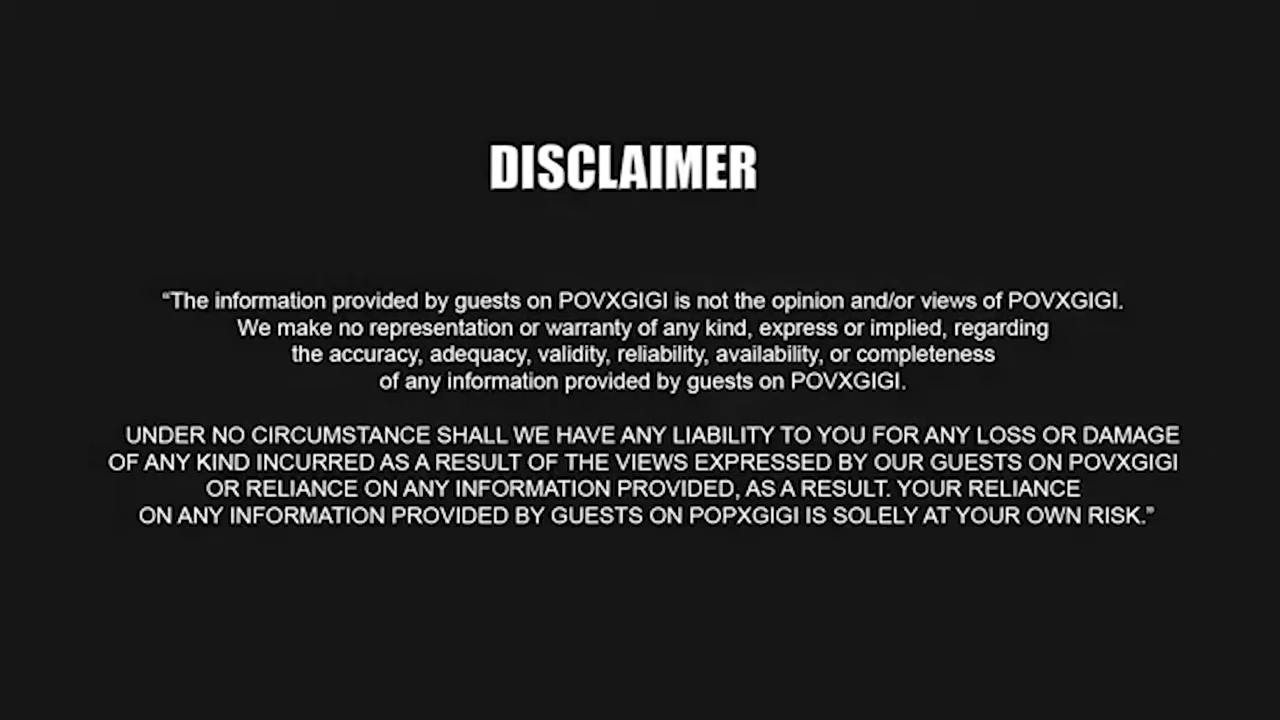 DISCLAIMER
“The information provided by guests on POVXGIGI is not the opinion and/or views of POVXGIGI.
We make no representation or warranty of any kind, express or implied, regarding
the accuracy, adequacy, validity, reliability, availability, or completeness
of any information provided by guests on POVXGIGI.
UNDER NO CIRCUMSTANCE SHALL WE HAVE ANY LIABILITY TO YOU FOR ANY LOSS OR DAMAGE
OF ANY KIND INCURRED AS A RESULT OF THE VIEWS EXPRESSED BY OUR GUESTS ON POVXGIGI
OR RELIANCE ON ANY INFORMATION PROVIDED, AS A RESULT. YOUR RELIANCE
ON ANY INFORMATION PROVIDED BY GUESTS ON POPXGIGI IS SOLELY AT YOUR OWN RISK.”